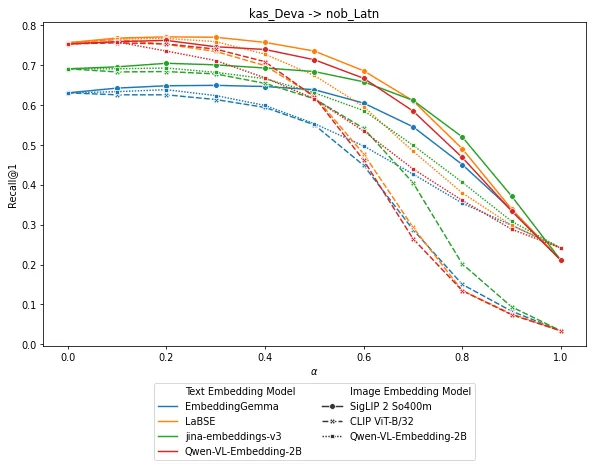 kas_Deva -> nob_Latn
0.8
0.7
0.6
0.5
0.4
0.3
0.2
0.1
0.0
Recall@1
0.0 0.2 0.4 0.6 0.8 1.0
α
Text Embedding Model Image Embedding Model
EmbeddingGemma SigLIP 2 So400m
LaBSE CLIP ViT-B/32
jina-embeddings-v3 Qwen-VL-Embedding-2B
Qwen-VL-Embedding-2B